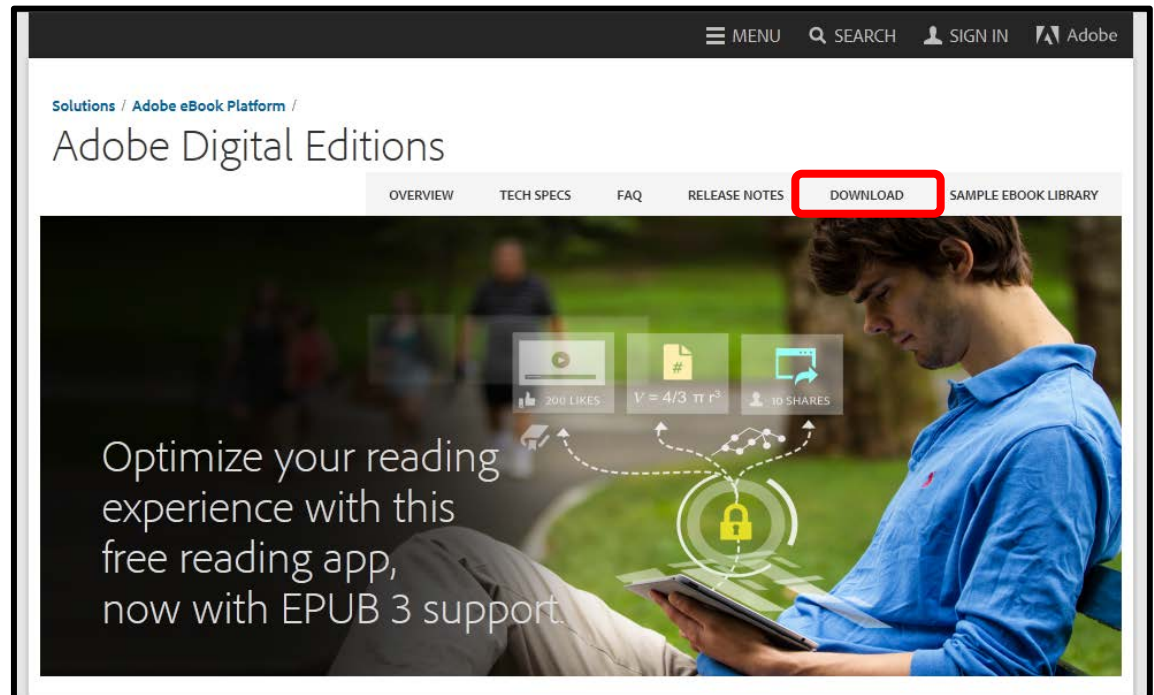 MENU SEARCH SIGN IN Adobe
Solutions / Adobe eBook Platform /
Adobe Digital Editions
OVERVIEW TECH SPECS FAQ RELEASE NOTES DOWNLOAD SAMPLE EBOOK LIBRARY
200 LIKES
#
V = 4/3 π r³
10 SHARES
Optimize your reading
experience with this
free reading app,
now with EPUB 3 support.